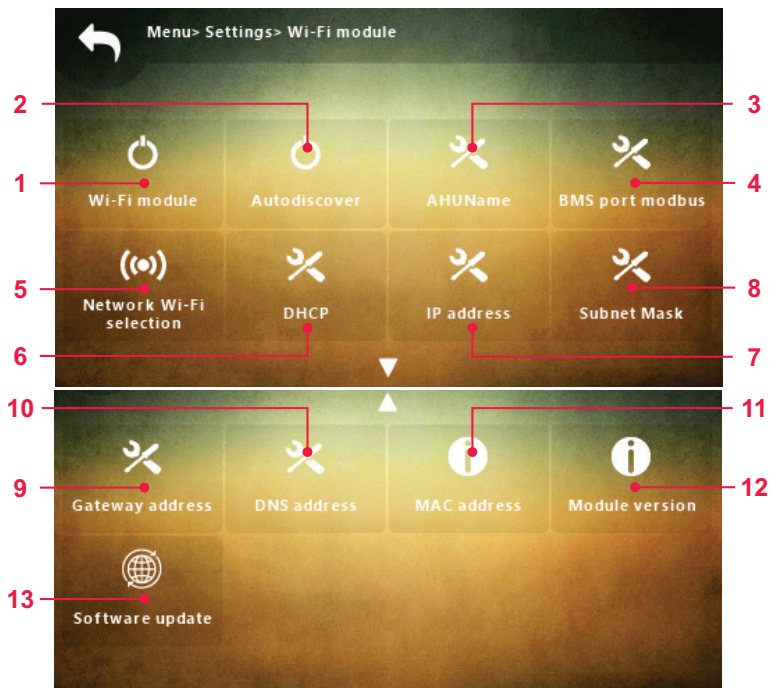 Menu> Settings> Wi-Fi module
2
3
1
4
Wi-Fi module
Autodiscover
AHUName
BMS port modbus
5
8
Network Wi-Fi
selection
DHCP
IP address
Subnet Mask
6
7
10
11
9
12
Gateway address
DNS address
MAC address
Module version
13
Software update